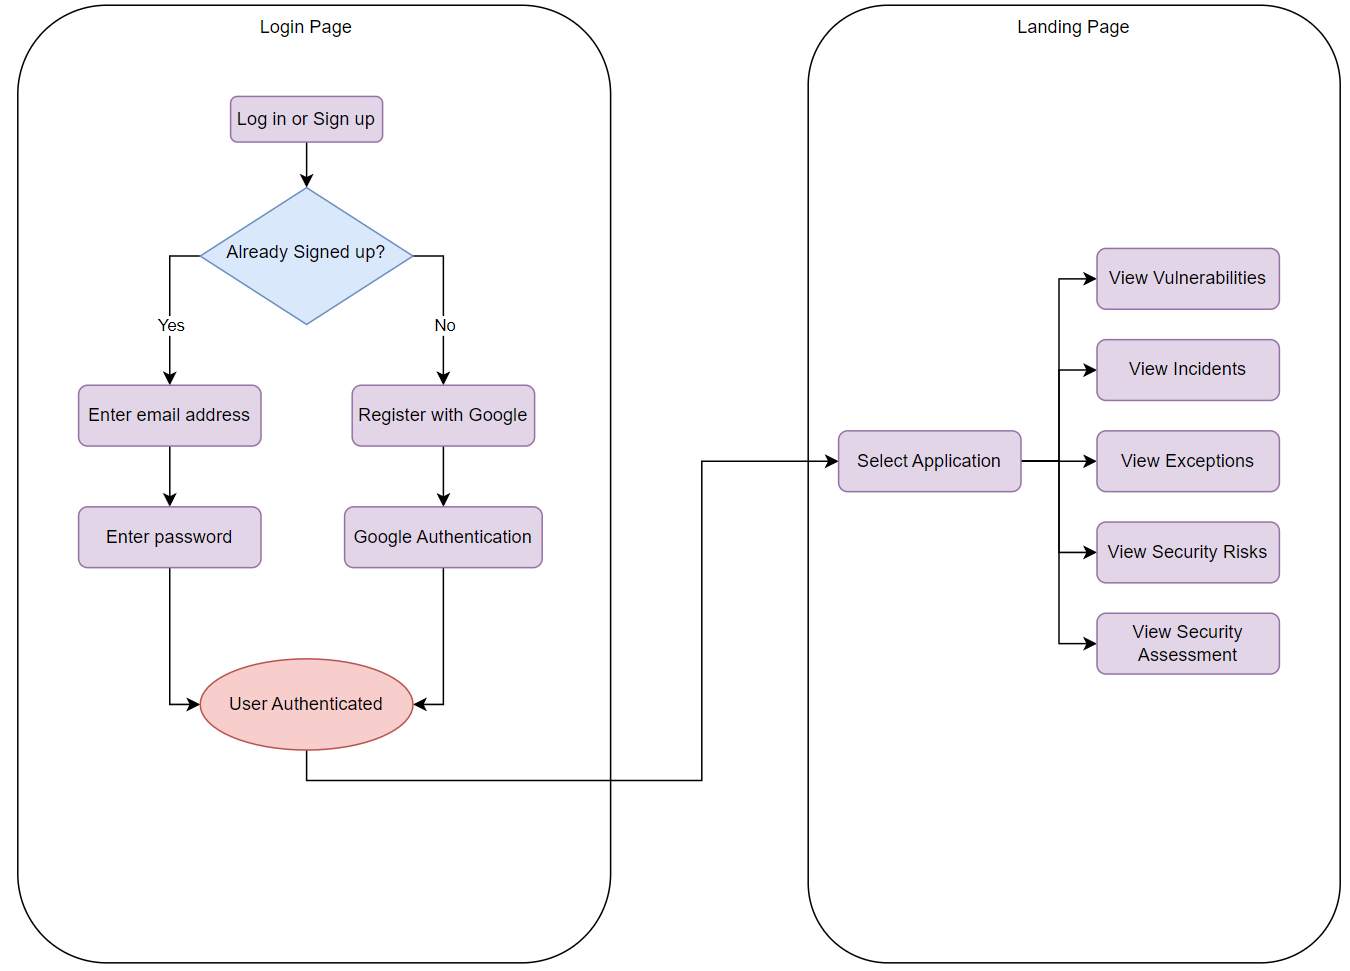 Login Page
Log in or Sign up
Already Signed up?
Yes
No
Enter email address
Register with Google
Enter password
Google Authentication
User Authenticated
Landing Page
Select Application
View Vulnerabilities
View Incidents
View Exceptions
View Security Risks
View Security
Assessment